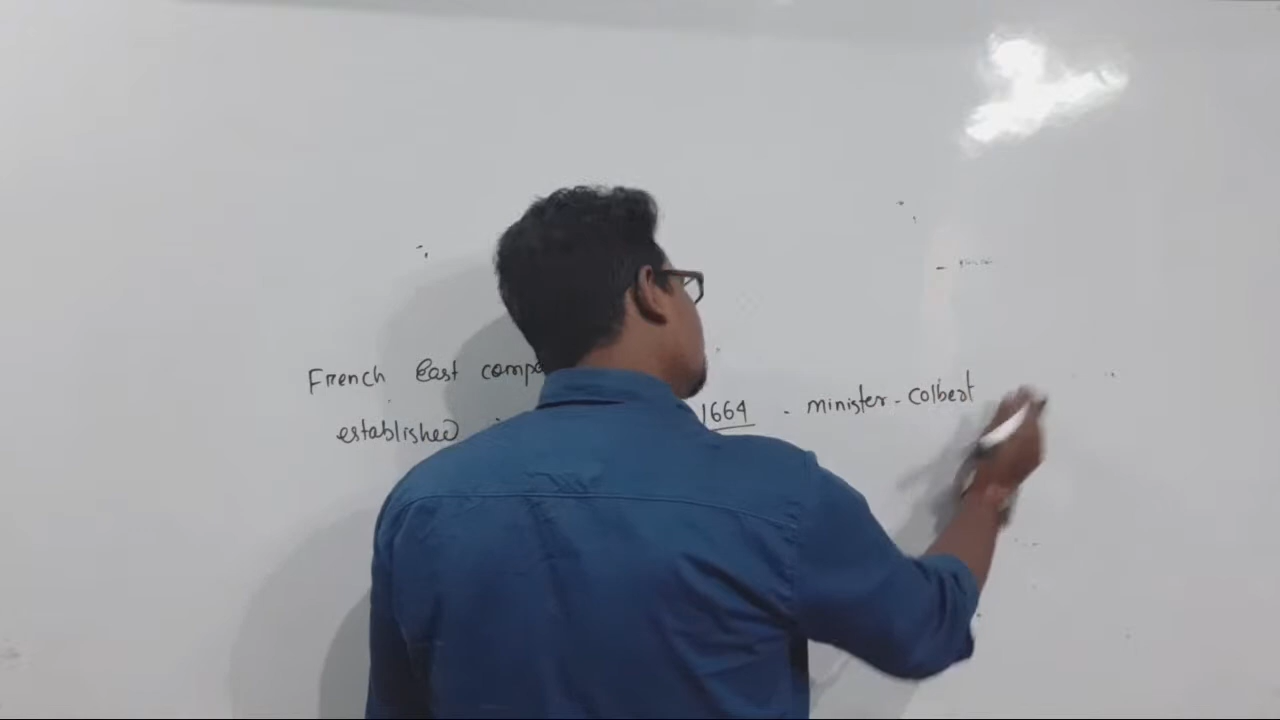 French East compa
established 1664 - minister - Colbert